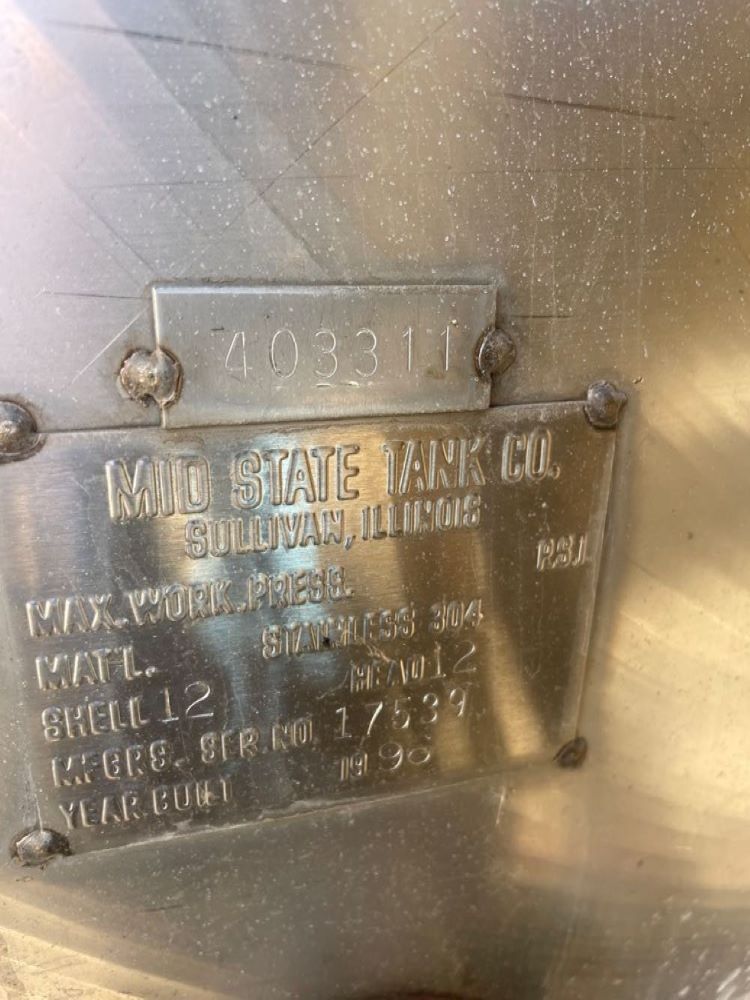 403311
MID STATE TANK CO.
SULLIVAN, ILLINOIS
MAX. WORK. PRESS. P.S.I.
MAT'L. STAINLESS 304
SHELL 12 HEAD 12
MFGRS. SER. NO. 17539
YEAR BUILT 1990